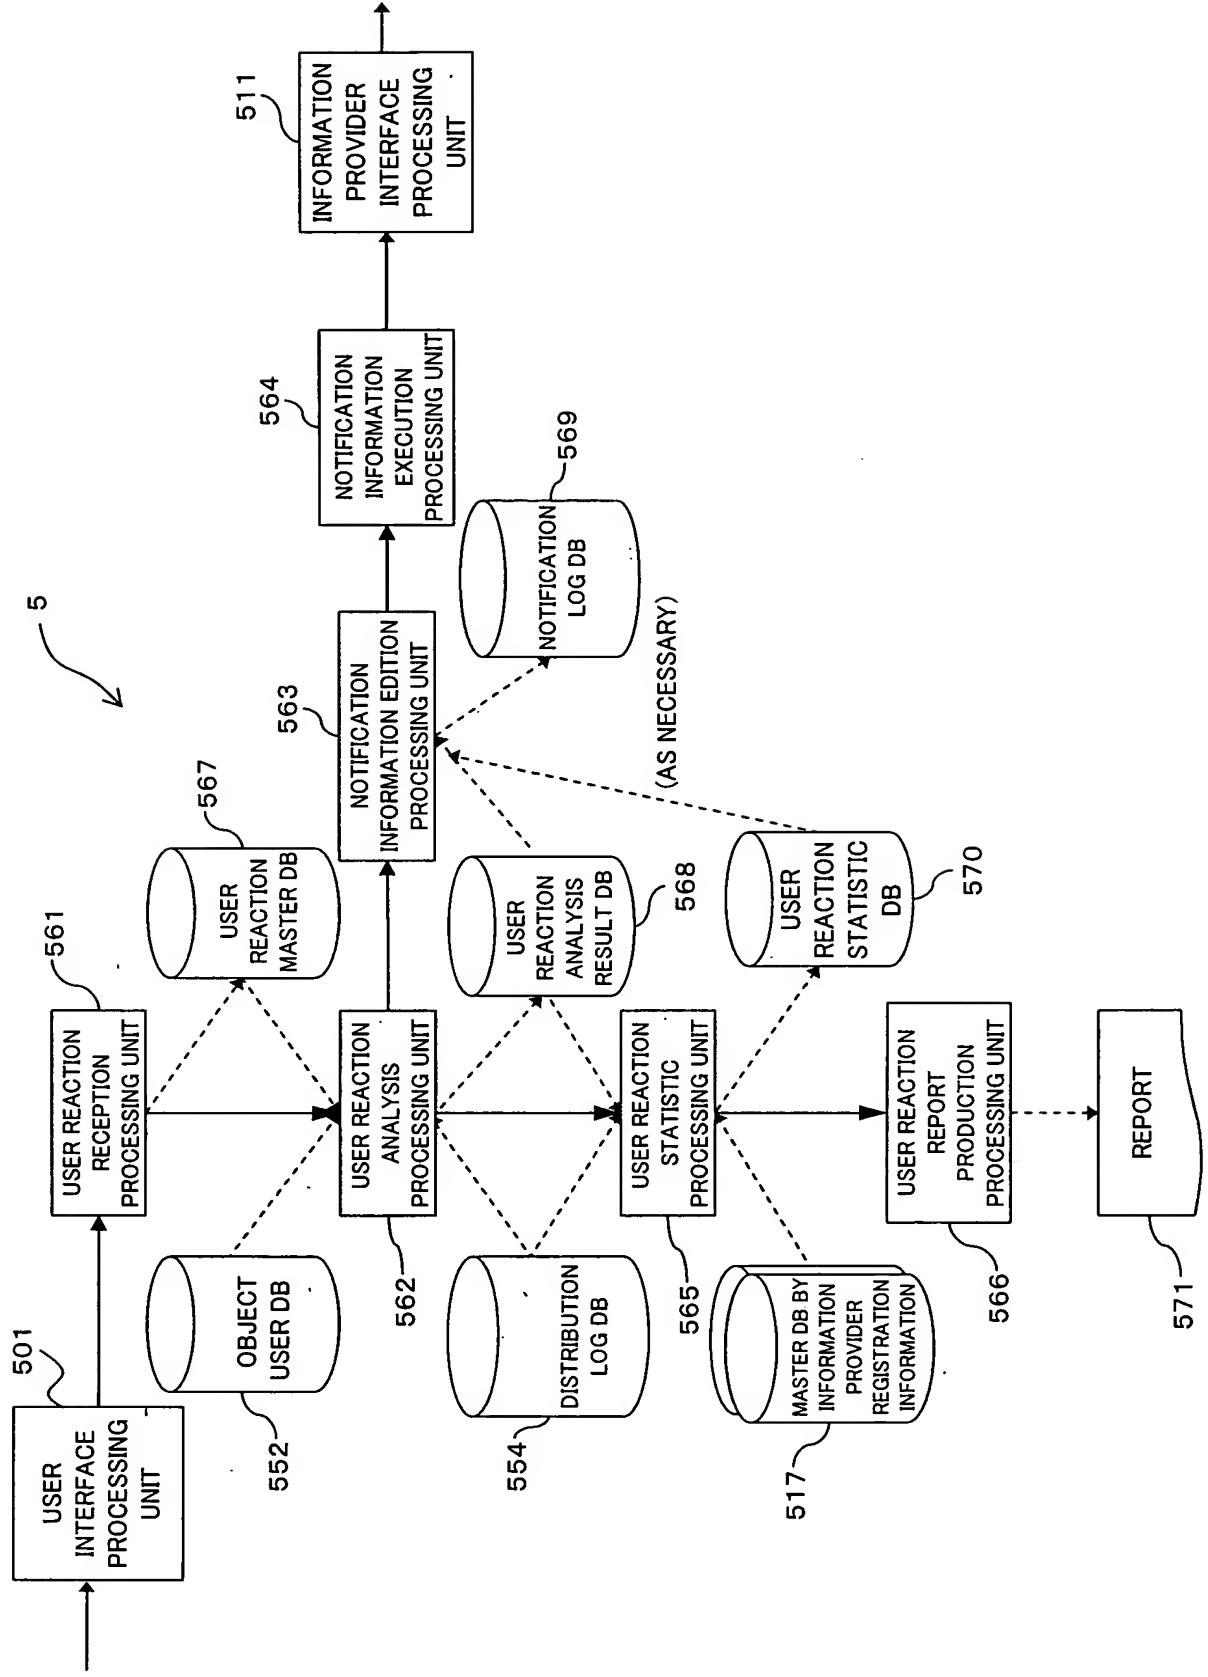 5
501
USER
INTERFACE
PROCESSING
UNIT
561
USER REACTION
RECEPTION
PROCESSING UNIT
567
USER
REACTION
MASTER DB
552
OBJECT
USER DB
562
USER REACTION
ANALYSIS
PROCESSING UNIT
563
NOTIFICATION
INFORMATION EDITION
PROCESSING UNIT
564
NOTIFICATION
INFORMATION
EXECUTION
PROCESSING UNIT
511
INFORMATION
PROVIDER
INTERFACE
PROCESSING
UNIT
554
DISTRIBUTION
LOG DB
568
USER
REACTION
ANALYSIS
RESULT DB
569
NOTIFICATION
LOG DB
(AS NECESSARY)
565
USER REACTION
STATISTIC
PROCESSING UNIT
517
MASTER DB BY
INFORMATION
PROVIDER
REGISTRATION
INFORMATION
570
USER
REACTION
STATISTIC
DB
566
USER REACTION
REPORT
PRODUCTION
PROCESSING UNIT
571
REPORT